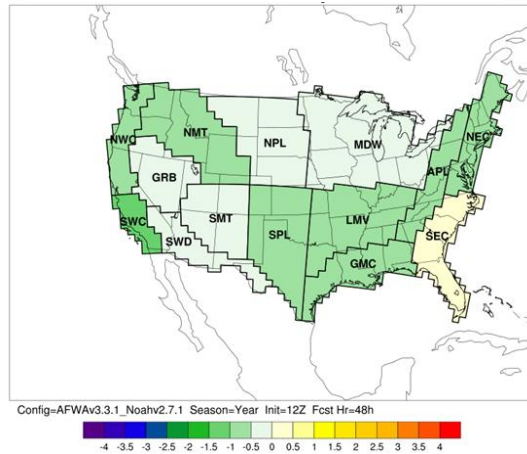 NWC
NMT
NPL
MDW
NEC
APL
GRB
SWC
SMT
SPL
LMV
SWD
SEC
GMC
Config=AFWAv3.3.1_Noahv2.7.1 Season=Year Init=12Z Fcst Hr=48h
-4 -3.5 -3 -2.5 -2 -1.5 -1 -0.5 0 0.5 1 1.5 2 2.5 3 3.5 4